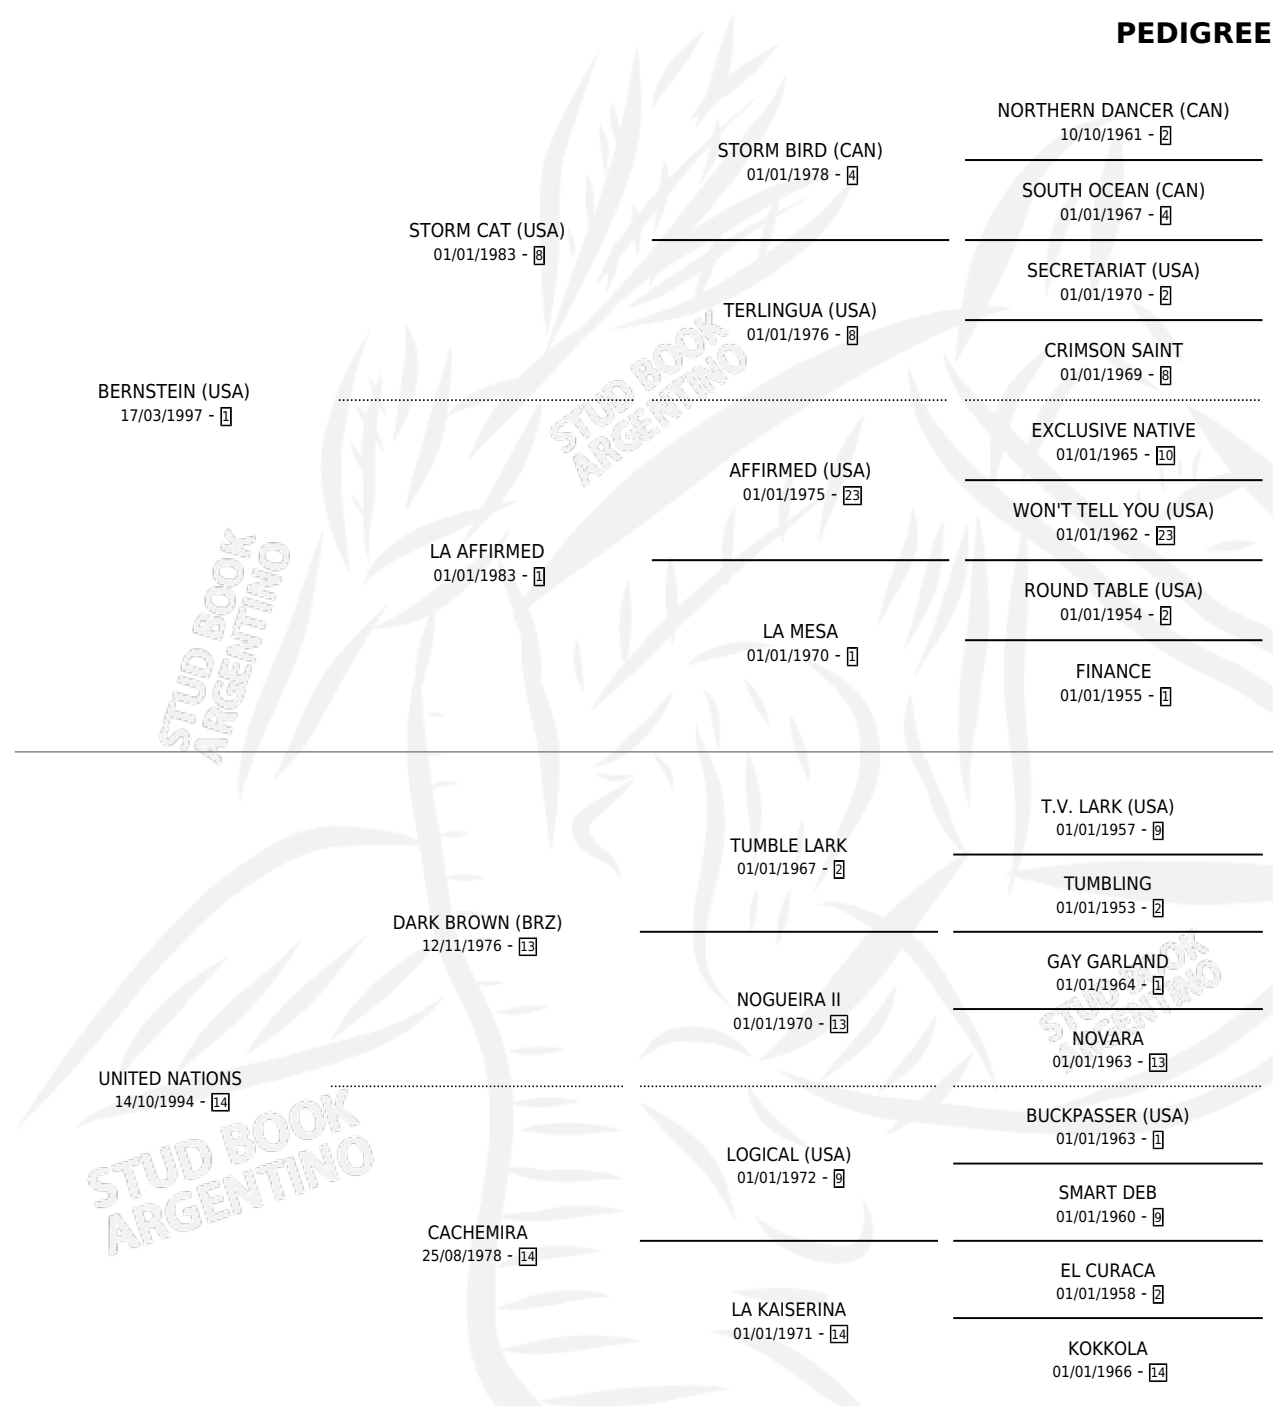 PEDIGREE
NORTHERN DANCER (CAN)
10/10/1961 - 2
STORM BIRD (CAN)
01/01/1978 - 4
SOUTH OCEAN (CAN)
01/01/1967 - 4
STORM CAT (USA)
01/01/1983 - 8
SECRETARIAT (USA)
01/01/1970 - 2
TERLINGUA (USA)
01/01/1976 - 8
CRIMSON SAINT
01/01/1969 - 8
BERNSTEIN (USA)
17/03/1997 - 1
EXCLUSIVE NATIVE
01/01/1965 - 10
AFFIRMED (USA)
01/01/1975 - 23
WON'T TELL YOU (USA)
01/01/1962 - 23
LA AFFIRMED
01/01/1983 - 1
ROUND TABLE (USA)
01/01/1954 - 2
LA MESA
01/01/1970 - 1
FINANCE
01/01/1955 - 1
T.V. LARK (USA)
01/01/1957 - 9
TUMBLE LARK
01/01/1967 - 2
TUMBLING
01/01/1953 - 2
DARK BROWN (BRZ)
12/11/1976 - 13
GAY GARLAND
01/01/1964 - 1
NOGUEIRA II
01/01/1970 - 13
NOVARA
01/01/1963 - 13
UNITED NATIONS
14/10/1994 - 14
BUCKPASSER (USA)
01/01/1963 - 1
LOGICAL (USA)
01/01/1972 - 9
SMART DEB
01/01/1960 - 9
CACHEMIRA
25/08/1978 - 14
EL CURACA
01/01/1958 - 2
LA KAISERINA
01/01/1971 - 14
KOKKOLA
01/01/1966 - 14
STUD BOOK
ARGENTINO
STUD BOOK
ARGENTINO
STUD BOOK
ARGENTINO
STUD BOOK
ARGENTINO